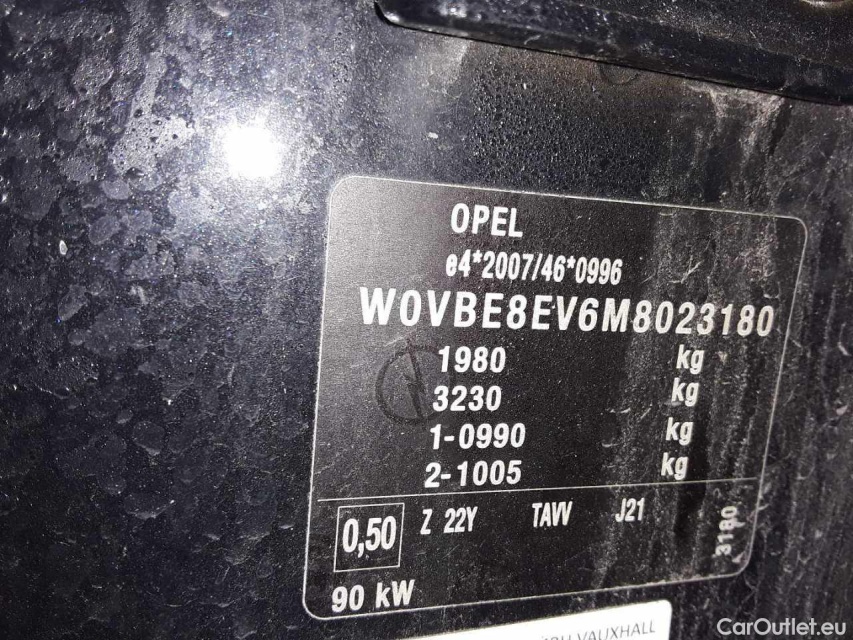 OPEL
e4*2007/46*0996
W0VBE8EV6M8023180
1980 kg
3230 kg
1-0990 kg
2-1005 kg
0,50 Z 22Y TAW J21
3180
90 kW
VAUXHALL
CarOutlet.eu